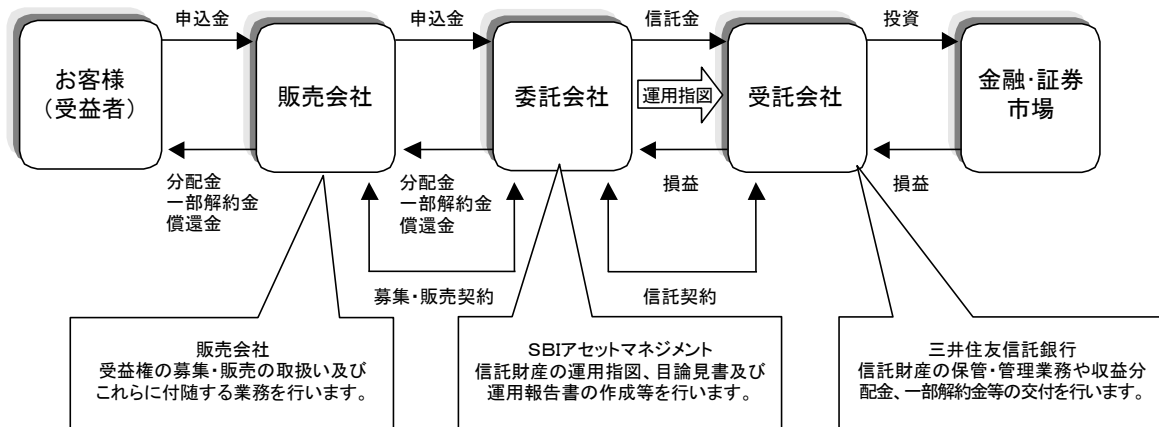 申込金
申込金
信託金
投資
お客様
（受益者）
販売会社
委託会社
運用指図
受託会社
金融・証券
市場
分配金
一部解約金
償還金
分配金
一部解約金
償還金
損益
損益
募集・販売契約
信託契約
販売会社
受益権の募集・販売の取扱い及び
これらに付随する業務を行います。
SBIアセットマネジメント
信託財産の運用指図、目論見書及び
運用報告書の作成等を行います。
三井住友信託銀行
信託財産の保管・管理業務や収益分
配金、一部解約金等の交付を行います。